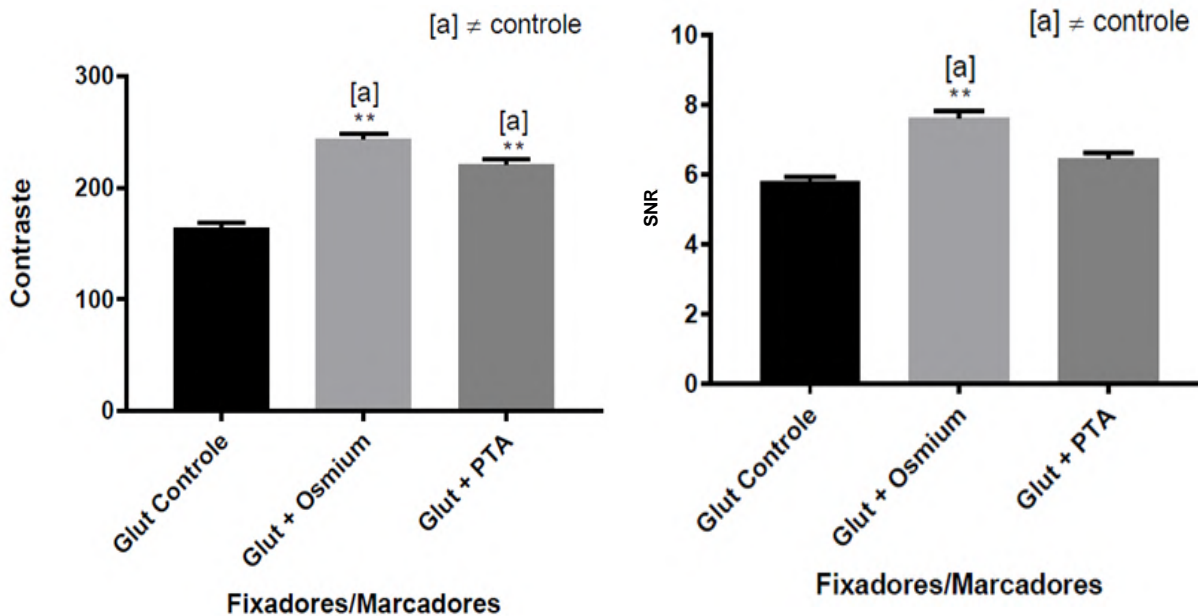 [a] ≠ controle
300
200
100
0
Contraste
[a]
**
[a]
**
Glut Controle
Glut + Osmium
Glut + PTA
Fixadores/Marcadores
[a] ≠ controle
10
8
6
4
2
0
SNR
[a]
**
Glut Controle
Glut + Osmium
Glut + PTA
Fixadores/Marcadores